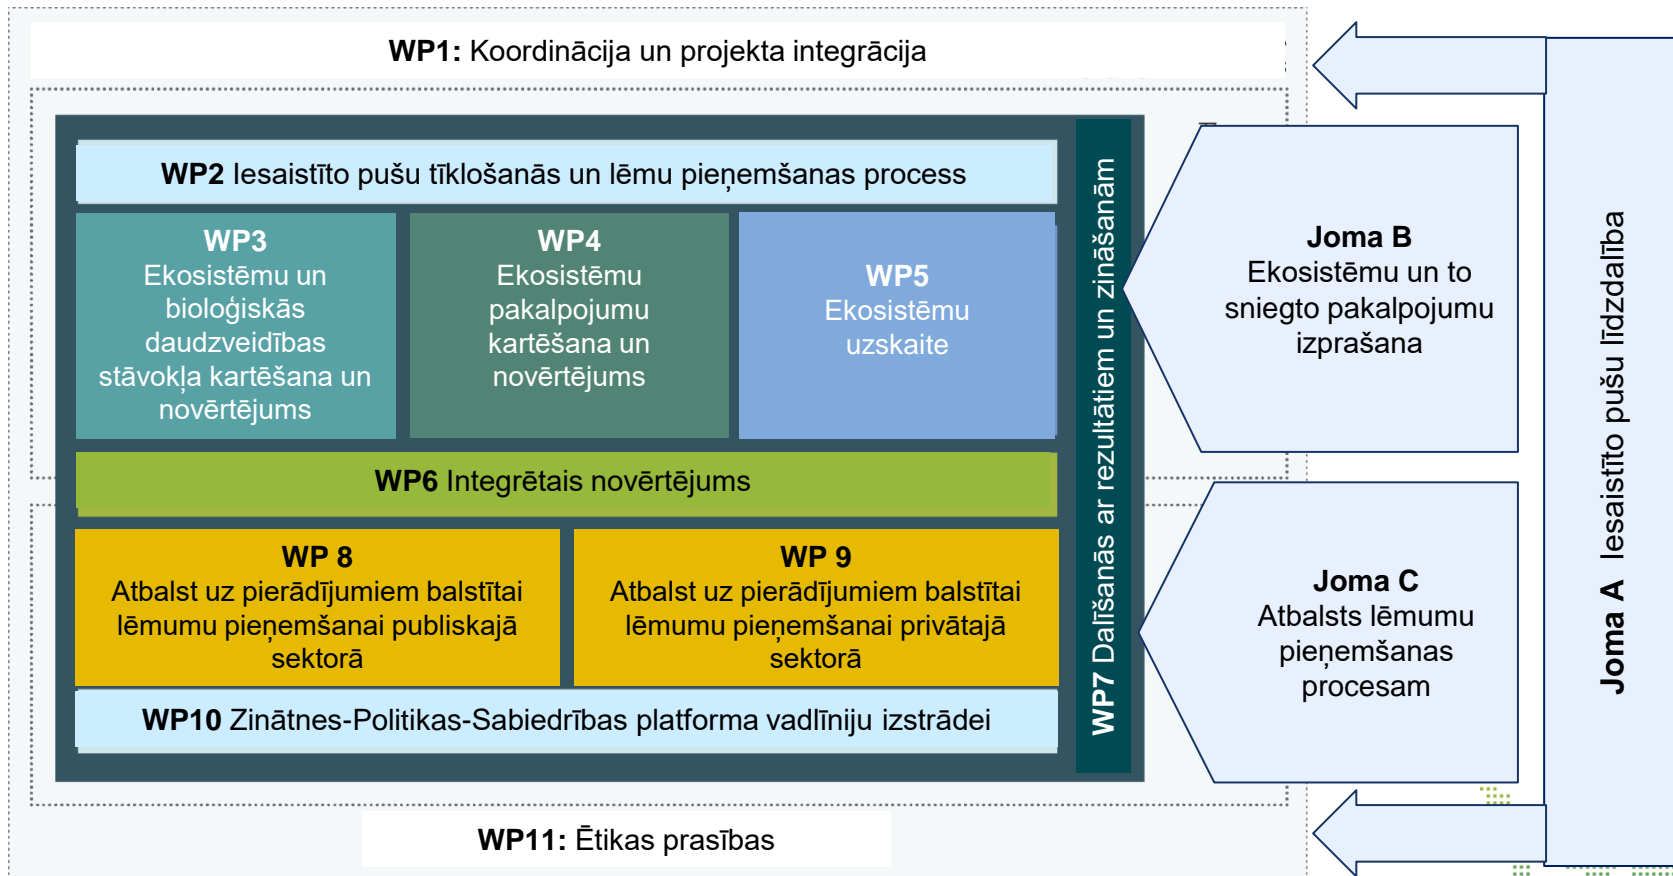 WP1: Koordinācija un projekta integrācija
WP2 Iesaistīto pušu tīklošanās un lēmu pieņemšanas process
WP3
Ekosistēmu un
bioloģiskās
daudzveidības
stāvokļa kartēšana un
novērtējums
WP4
Ekosistēmu
pakalpojumu
kartēšana un
novērtējums
WP5
Ekosistēmu
uzskaite
WP6 Integrētais novērtējums
WP 8
Atbalst uz pierādījumiem balstītai
lēmumu pieņemšanai publiskajā
sektorā
WP 9
Atbalst uz pierādījumiem balstītai
lēmumu pieņemšanai privātajā
sektorā
WP10 Zinātnes-Politikas-Sabiedrības platforma vadlīniju izstrādei
WP7 Dalīšanās ar rezultātiem un zināšanām
WP11: Ētikas prasības
Joma B
Ekosistēmu un to
sniegto pakalpojumu
izprašana
Joma C
Atbalsts lēmumu
pieņemšanas
procesam
Joma A Iesaistīto pušu līdzdalība